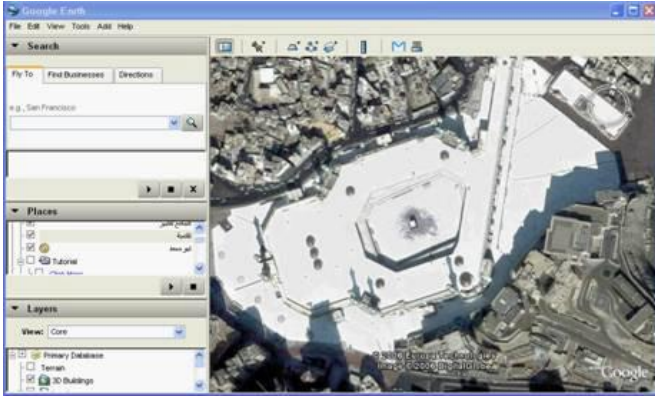 Google Earth
File Edit View Tools Add Help
Search
Fly To Find Businesses Directions
e.g., San Francisco
Places
Tutorial
Layers
View: Core
Primary Database
Terrain
3D Buildings
Google